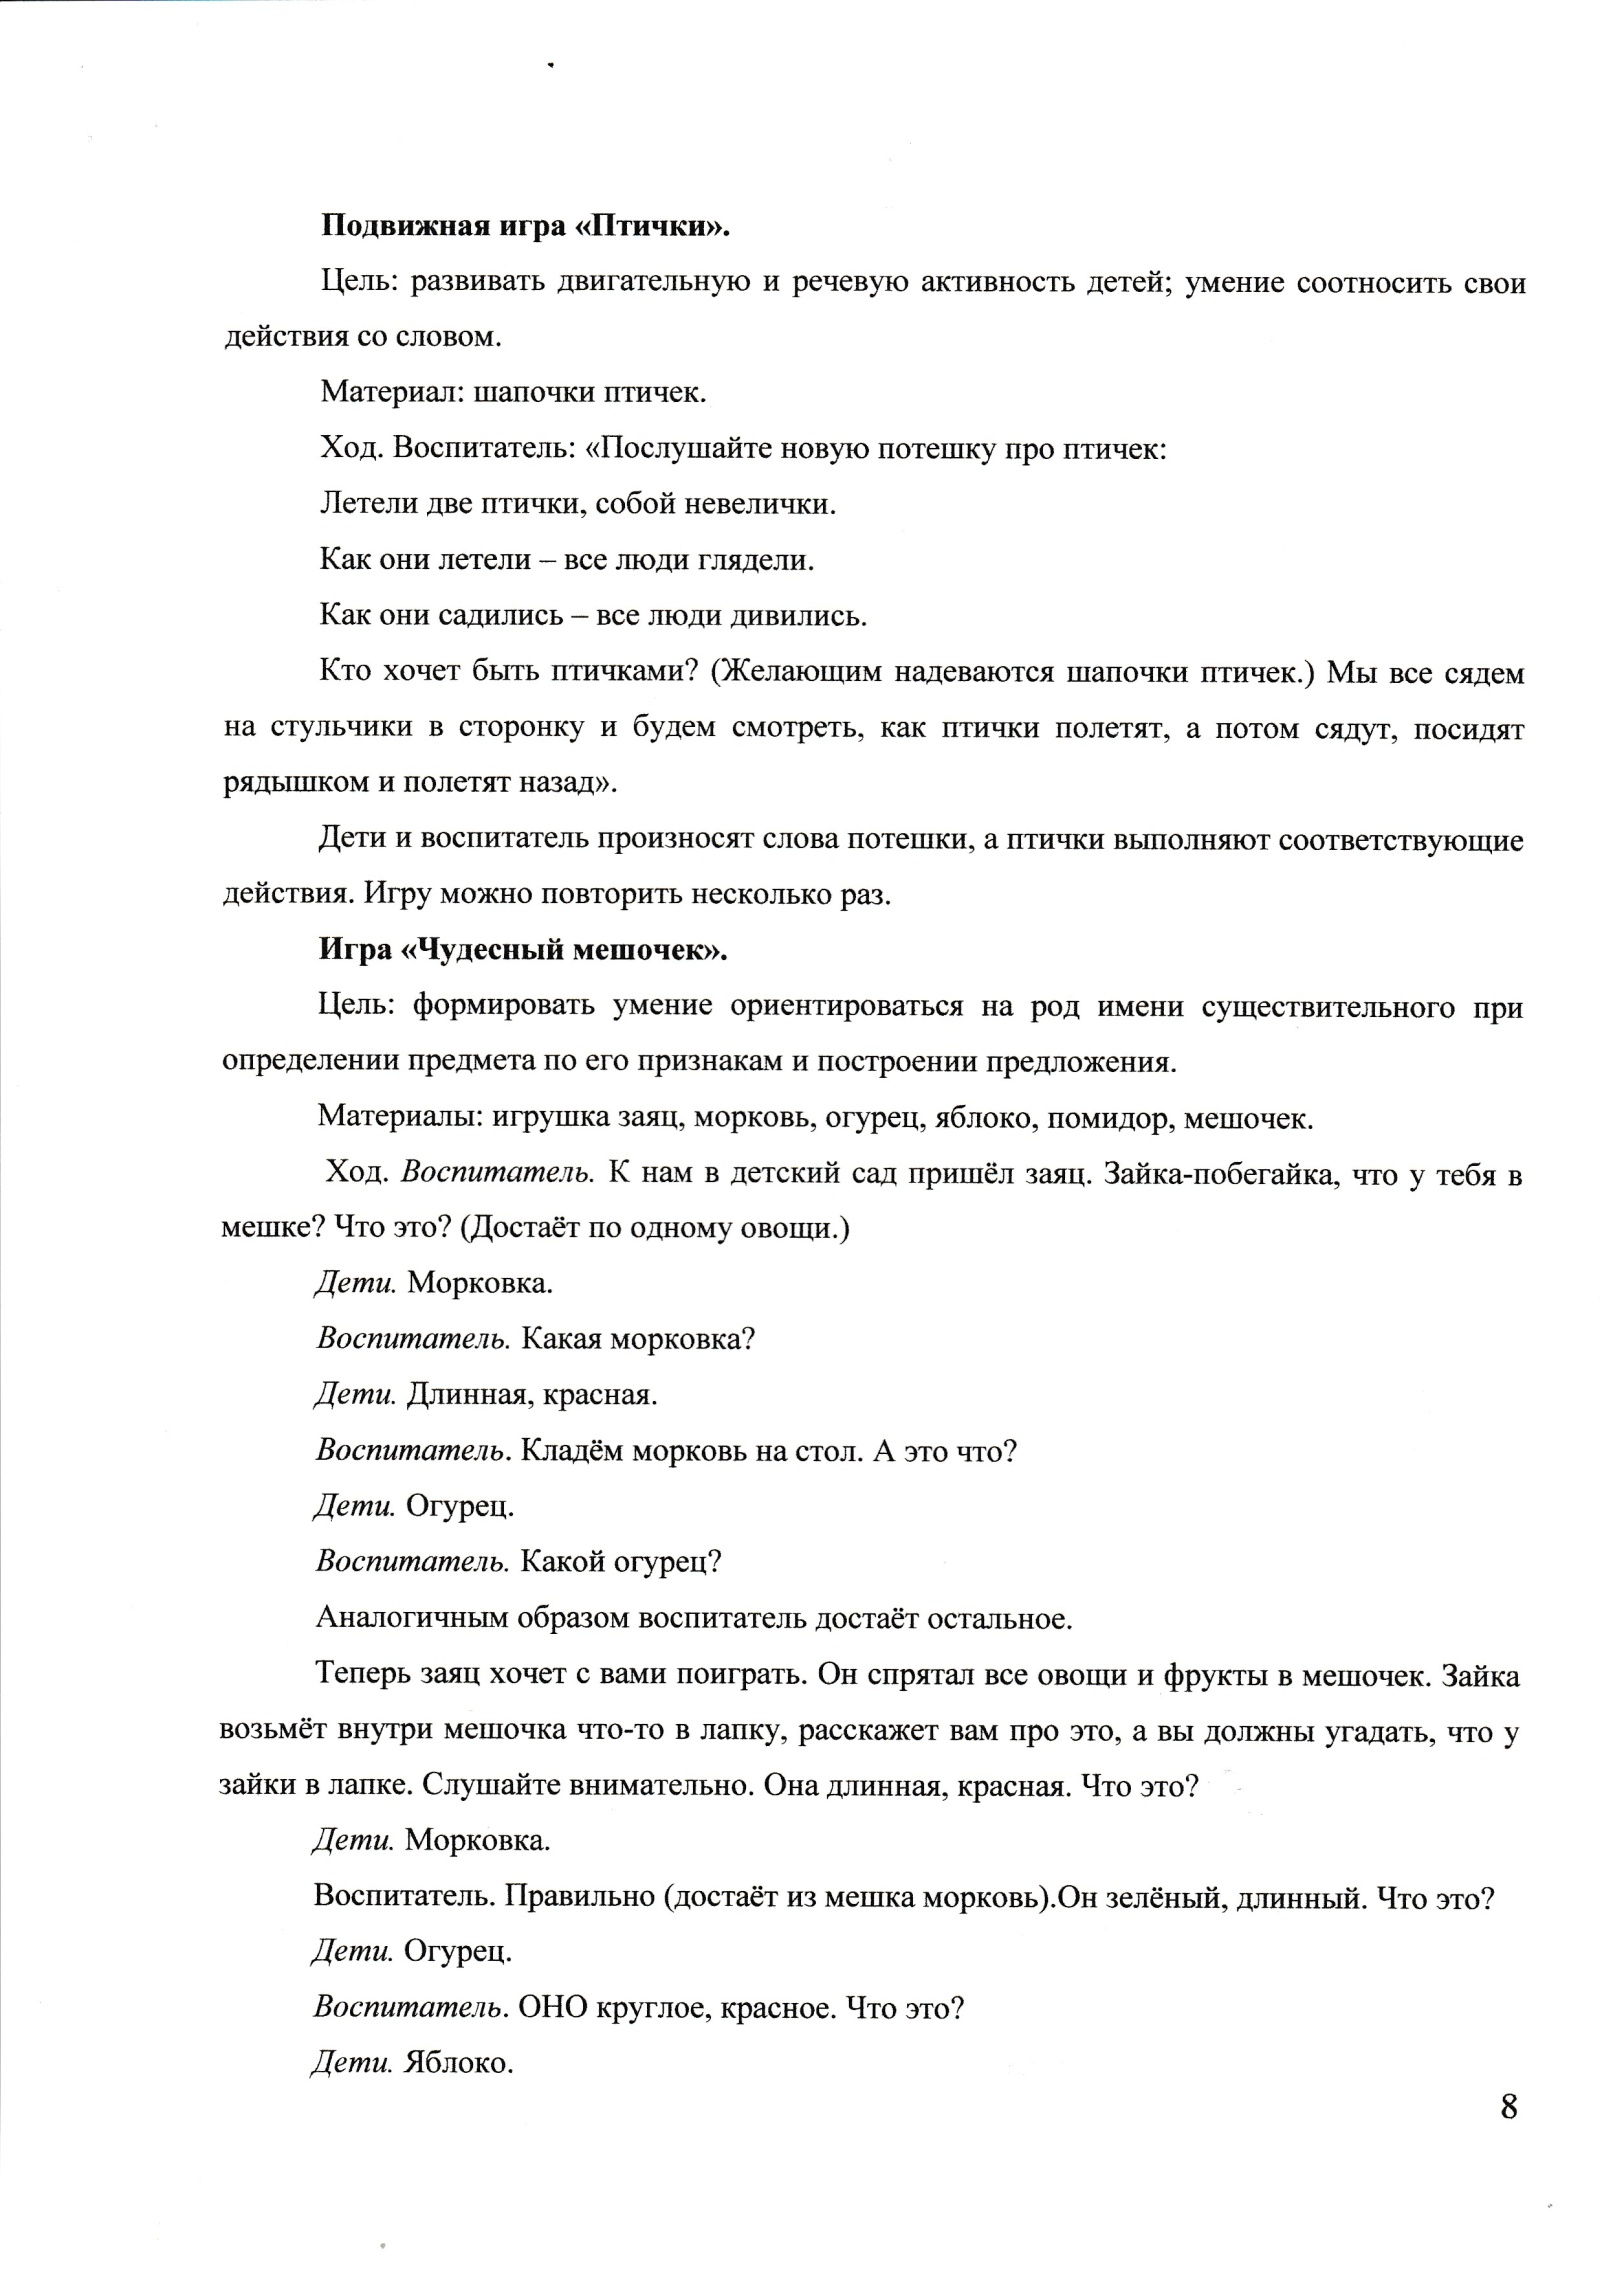 Подвижная игра «Птички».
Цель: развивать двигательную и речевую активность детей; умение соотносить свои
действия со словом.
Материал: шапочки птичек.
Ход. Воспитатель: «Послушайте новую потешку про птичек:
Летели две птички, собой невелички.
Как они летели – все люди глядели.
Как они садились – все люди дивились.
Кто хочет быть птичками? (Желающим надеваются шапочки птичек.) Мы все сядем
на стульчики в сторонку и будем смотреть, как птички полетят, а потом сядут, посидят
рядышком и полетят назад».
Дети и воспитатель произносят слова потешки, а птички выполняют соответствующие
действия. Игру можно повторить несколько раз.
Игра «Чудесный мешочек».
Цель: формировать умение ориентироваться на род имени существительного при
определении предмета по его признакам и построении предложения.
Материалы: игрушка заяц, морковь, огурец, яблоко, помидор, мешочек.
Ход. Воспитатель. К нам в детский сад пришёл заяц. Зайка-побегайка, что у тебя в
мешке? Что это? (Достаёт по одному овощи.)
Дети. Морковка.
Воспитатель. Какая морковка?
Дети. Длинная, красная.
Воспитатель. Кладём морковь на стол. А это что?
Дети. Огурец.
Воспитатель. Какой огурец?
Аналогичным образом воспитатель достаёт остальное.
Теперь заяц хочет с вами поиграть. Он спрятал все овощи и фрукты в мешочек. Зайка
возьмёт внутри мешочка что-то в лапку, расскажет вам про это, а вы должны угадать, что у
зайки в лапке. Слушайте внимательно. Она длинная, красная. Что это?
Дети. Морковка.
Воспитатель. Правильно (достаёт из мешка морковь).Он зелёный, длинный. Что это?
Дети. Огурец.
Воспитатель. ОНО круглое, красное. Что это?
Дети. Яблоко.
8